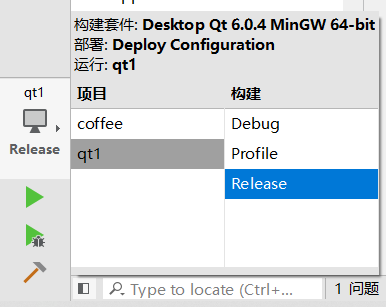 构建套件: Desktop Qt 6.0.4 MinGW 64-bit
部署: Deploy Configuration
运行: qt1
项目 构建
coffee Debug
qt1 Profile
Release
qt1
Release
Type to locate (Ctrl+...
1 问题